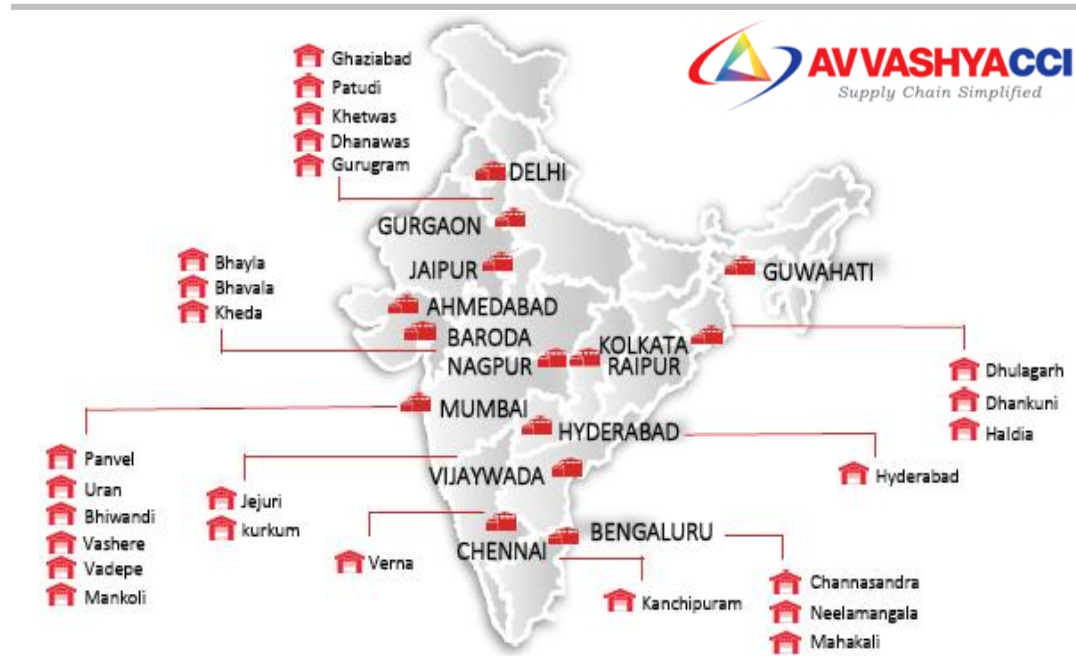 AVVASHYACCI
Supply Chain Simplified
Ghaziabad
Patudi
Khetwas
Dhanawas
Gurugram
DELHI
GURGAON
JAIPUR
GUWAHATI
Bhayla
Bhavala
Kheda
AHMEDABAD
BARODA
NAGPUR
KOLKATA
RAIPUR
Dhulagarh
Dhankuni
Haldia
MUMBAI
HYDERABAD
Hyderabad
Panvel
Uran
Bhiwandi
Vashere
Vadepe
Mankoli
Jejuri
kurkum
VIJAYWADA
Verna
CHENNAI
BENGALURU
Kanchipuram
Channasandra
Neelamangala
Mahakali